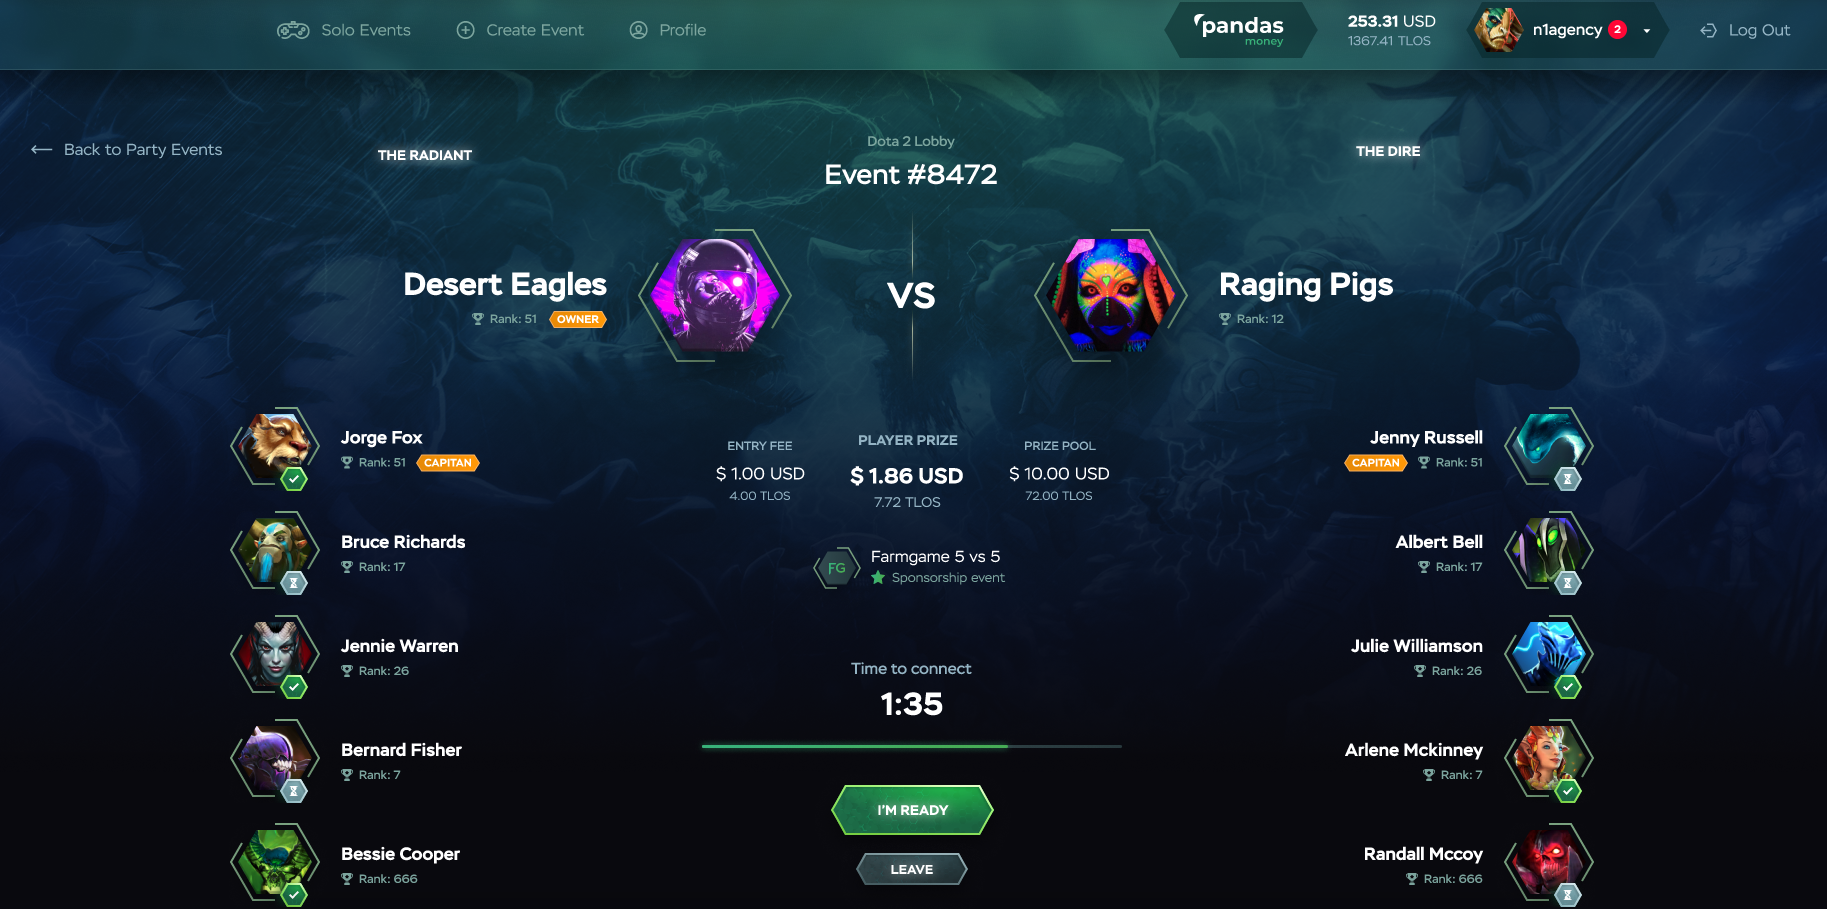 Solo Events
Create Event
Profile
pandas
money
253.31 USD
1367.41 TLOS
n1agency 2
Log Out
Back to Party Events
THE RADIANT
Dota 2 Lobby
Event #8472
THE DIRE
Desert Eagles
Rank: 51 OWNER
VS
Raging Pigs
Rank: 12
Jorge Fox
Rank: 51 CAPITAN
Bruce Richards
Rank: 17
Jennie Warren
Rank: 26
Bernard Fisher
Rank: 7
Bessie Cooper
Rank: 666
ENTRY FEE
$ 1.00 USD
4.00 TLOS
PLAYER PRIZE
$ 1.86 USD
7.72 TLOS
PRIZE POOL
$ 10.00 USD
72.00 TLOS
FG
Farmgame 5 vs 5
Sponsorship event
Time to connect
1:35
I'M READY
LEAVE
Jenny Russell
CAPITAN Rank: 51
Albert Bell
Rank: 17
Julie Williamson
Rank: 26
Arlene Mckinney
Rank: 7
Randall Mccoy
Rank: 666